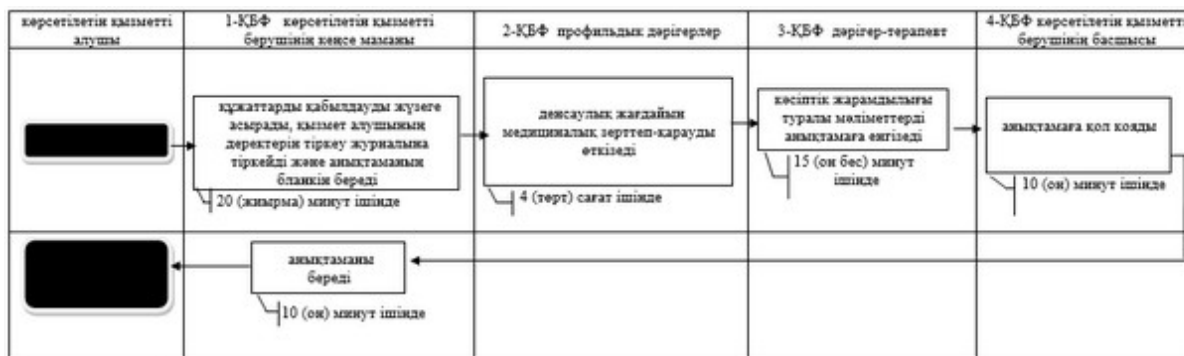 көрсетілетін қызметті
алушы
1-ҚБФ көрсетілетін қызметті
берушінің кеңсе маманы
2-ҚБФ профильдық дәрігерлер
3-ҚБФ дәрігер-терапевт
4-ҚБФ көрсетілетін қызметті
берушінің басшысы
құжаттарды қабылдауды жүзеге
асырады, қызмет алушының
деректерін тіркеу журналына
тіркейді және анықтаманың
бланкін береді
20 (жиырма) минут ішінде
денсаулық жағдайын
медициналық зерттеп-қарауды
өткізеді
4 (төрт) сағат ішінде
кәсіптік жарамдылығы
туралы мәліметтерді
анықтамаға енгізеді
15 (он бес) минут
ішінде
анықтамаға қол кояды
10 (он) минут
ішінде
анықтаманы
береді
10 (он) минут ішінде